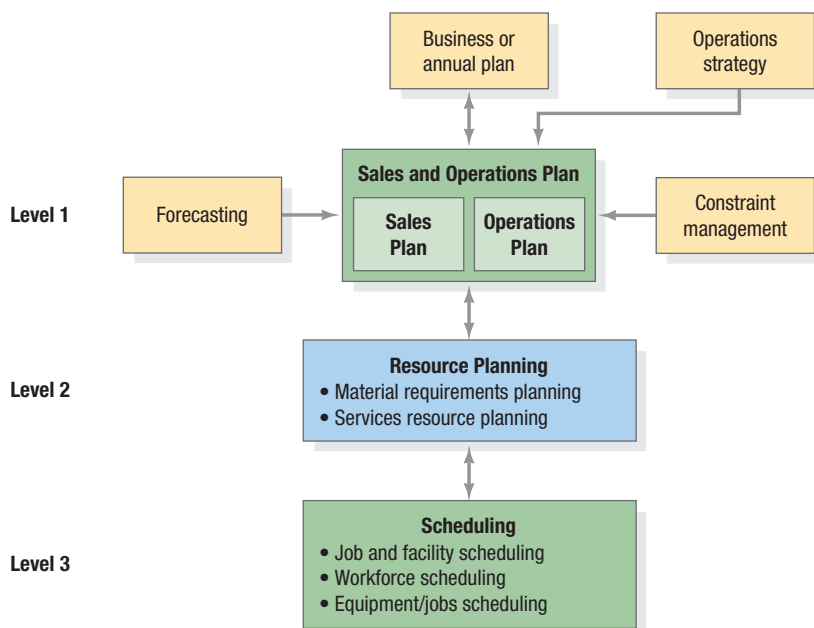 Business or
annual plan
Operations
strategy
Level 1
Forecasting
Sales and Operations Plan
Sales
Plan
Operations
Plan
Constraint
management
Level 2
Resource Planning
• Material requirements planning
• Services resource planning
Level 3
Scheduling
• Job and facility scheduling
• Workforce scheduling
• Equipment/jobs scheduling